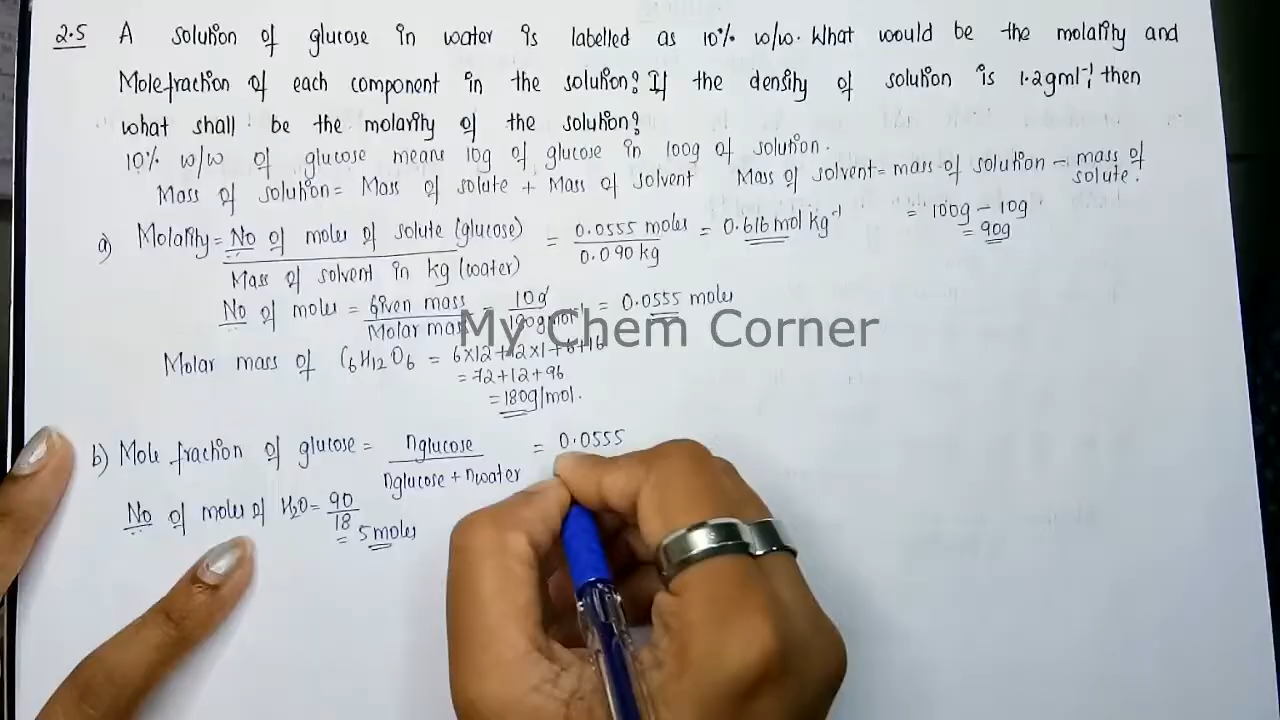 2.5 A solution of glucose in water is labelled as 10% w/w. What would be the molality and
Mole fraction of each component in the solution? If the density of solution is 1.2gml⁻¹, then
what shall be the molarity of the solution?
10% w/w of glucose means 10g of glucose in 100g of solution.
Mass of solution = Mass of solute + Mass of solvent Mass of solvent = mass of solution - mass of solute.
= 100g - 10g
= 90g
a) Molality = No of moles of solute (glucose) / Mass of solvent in kg (water) = 0.0555 moles / 0.090 kg = 0.616 mol kg⁻¹
No of moles = Given mass / Molar mass = 10g / 180gmol⁻¹ = 0.0555 moles
My Chem Corner
Molar mass of C6H12O6 = 6x12 + 12x1 + 6+16
= 72+12+96
= 180g/mol.
b) Mole fraction of glucose = nglucose / nglucose + nwater = 0.0555
No of moles of H2O = 90 / 18
= 5 moles